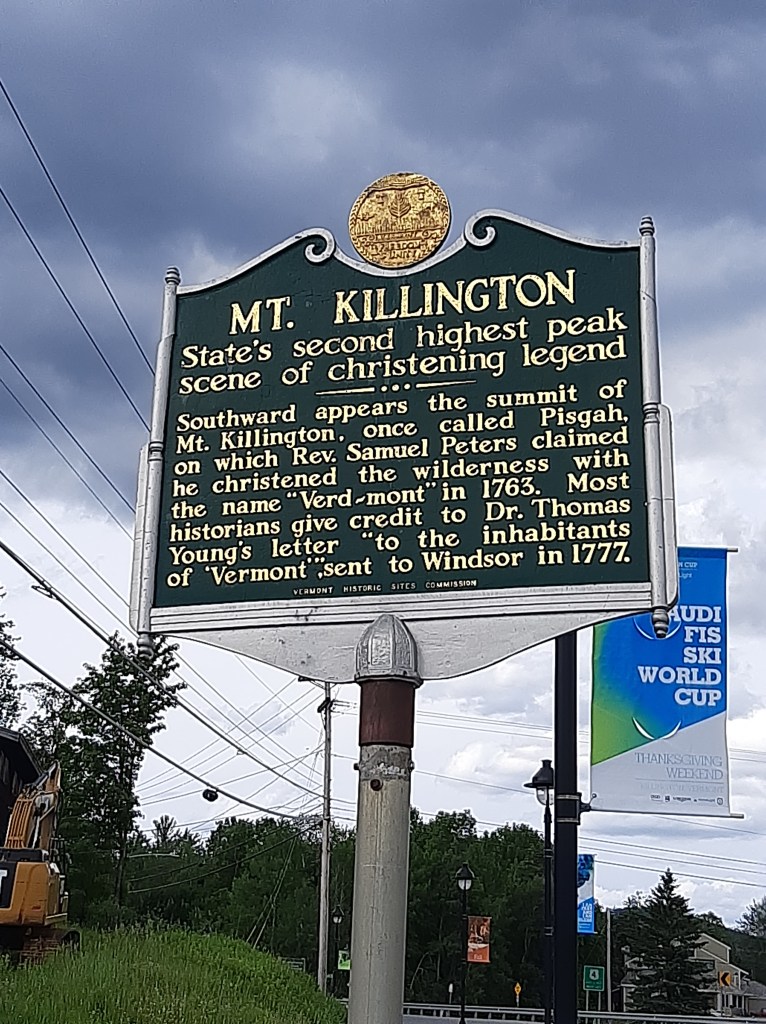 MT. KILLINGTON
State's second highest peak
scene of christening legend
Southward appears the summit of
Mt. Killington, once called Pisgah,
on which Rev. Samuel Peters claimed
he christened the wilderness with
the name "Verd-mont" in 1763. Most
historians give credit to Dr. Thomas
Young's letter "to the inhabitants
of 'Vermont'", sent to Windsor in 1777.
VERMONT HISTORIC SITES COMMISSION
AUDI
FIS
SKI
WORLD
CUP
THANKSGIVING
WEEKEND